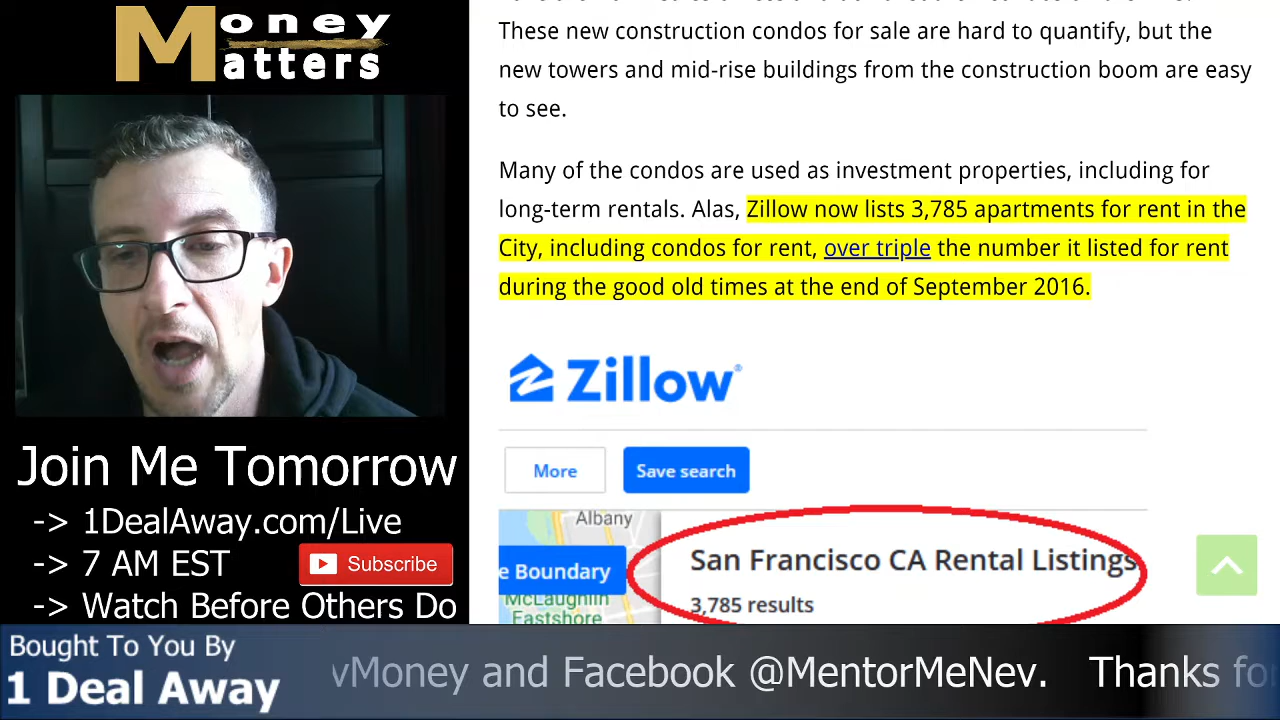 Money
Matters
These new construction condos for sale are hard to quantify, but the
new towers and mid-rise buildings from the construction boom are easy
to see.
Many of the condos are used as investment properties, including for
long-term rentals. Alas, Zillow now lists 3,785 apartments for rent in the
City, including condos for rent, over triple the number it listed for rent
during the good old times at the end of September 2016.
Zillow®
More
Save search
Albany
e Boundary
McLaughlin
Eastshore
San Francisco CA Rental Listings
3,785 results
Join Me Tomorrow
-> 1DealAway.com/Live
-> 7 AM EST
Subscribe
-> Watch Before Others Do
Bought To You By
1 Deal Away
vMoney and Facebook @MentorMeNev. Thanks for